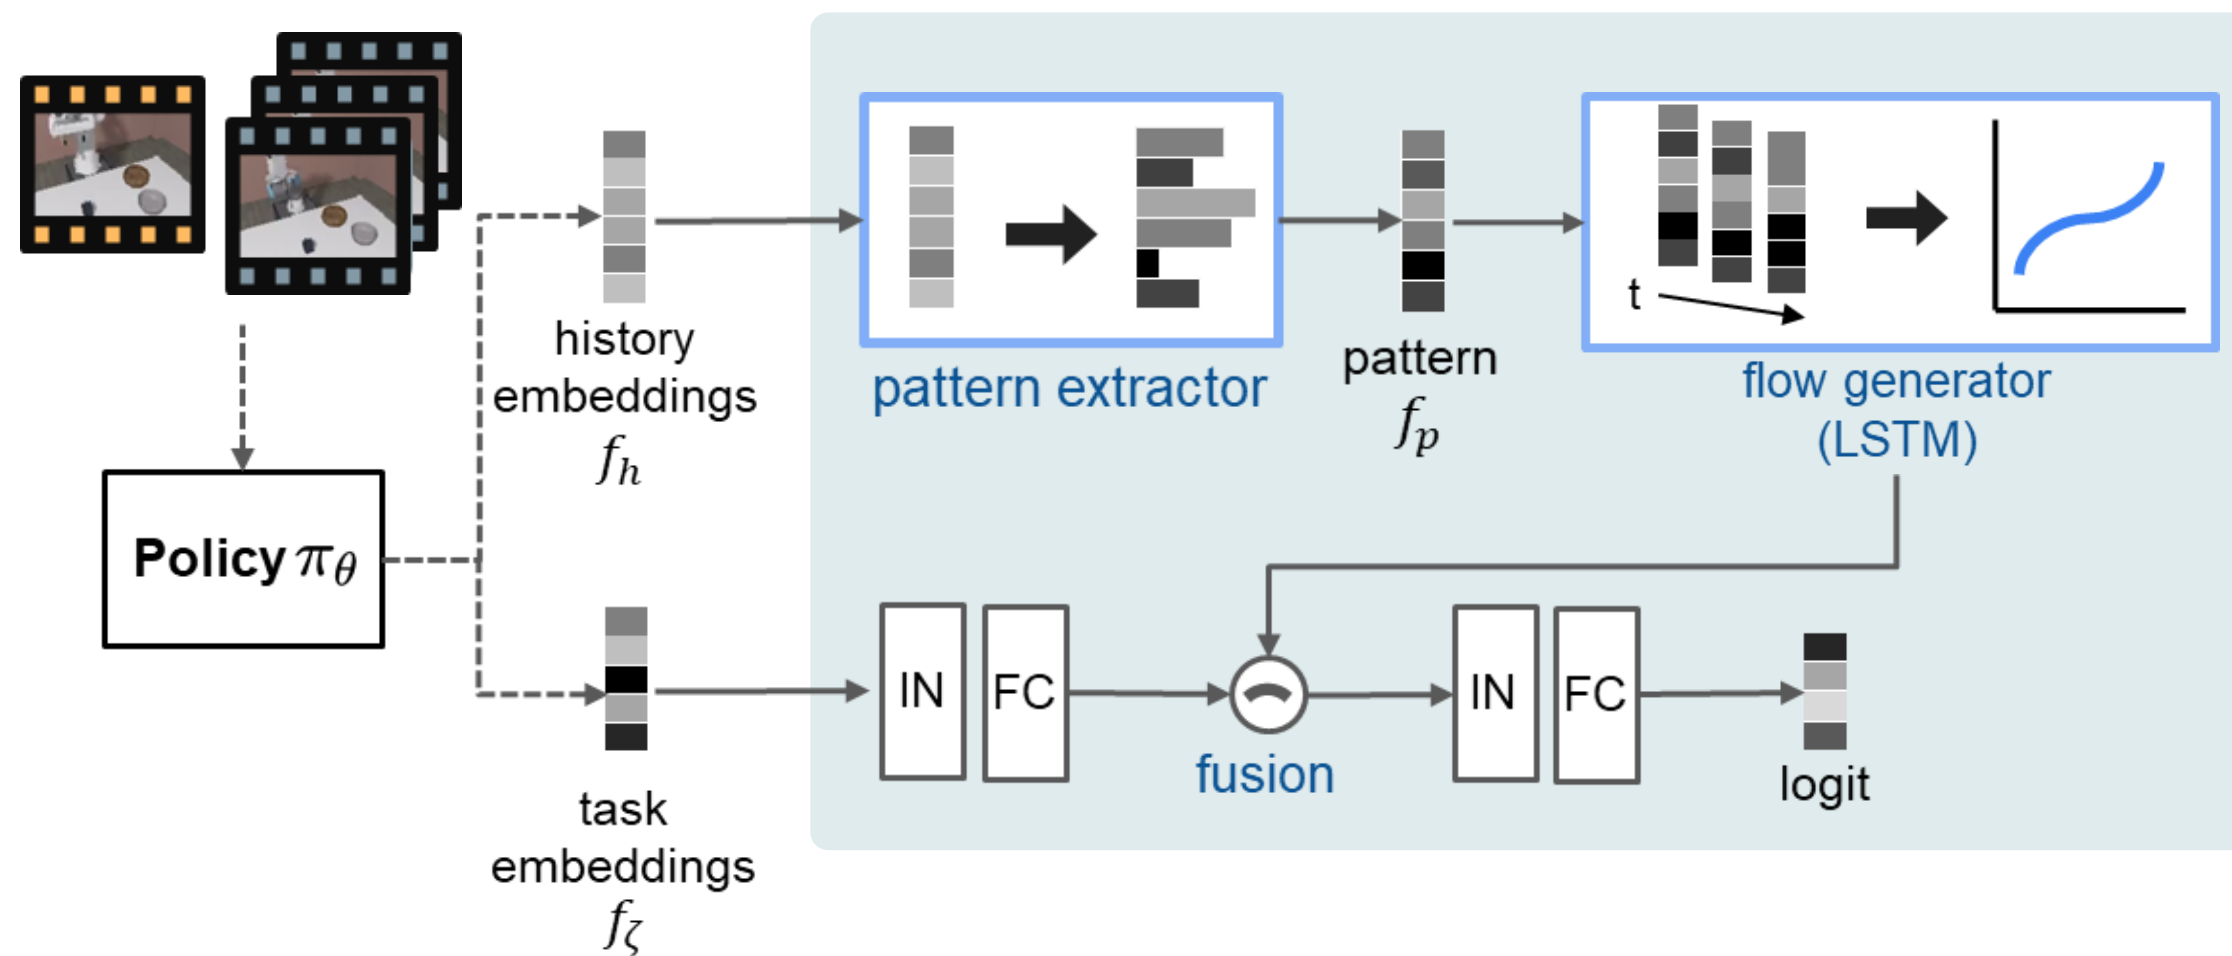 history
embeddings
f_h
pattern extractor
pattern
f_p
t
flow generator
(LSTM)
Policy π_θ
IN
FC
fusion
IN
FC
logit
task
embeddings
f_ζ